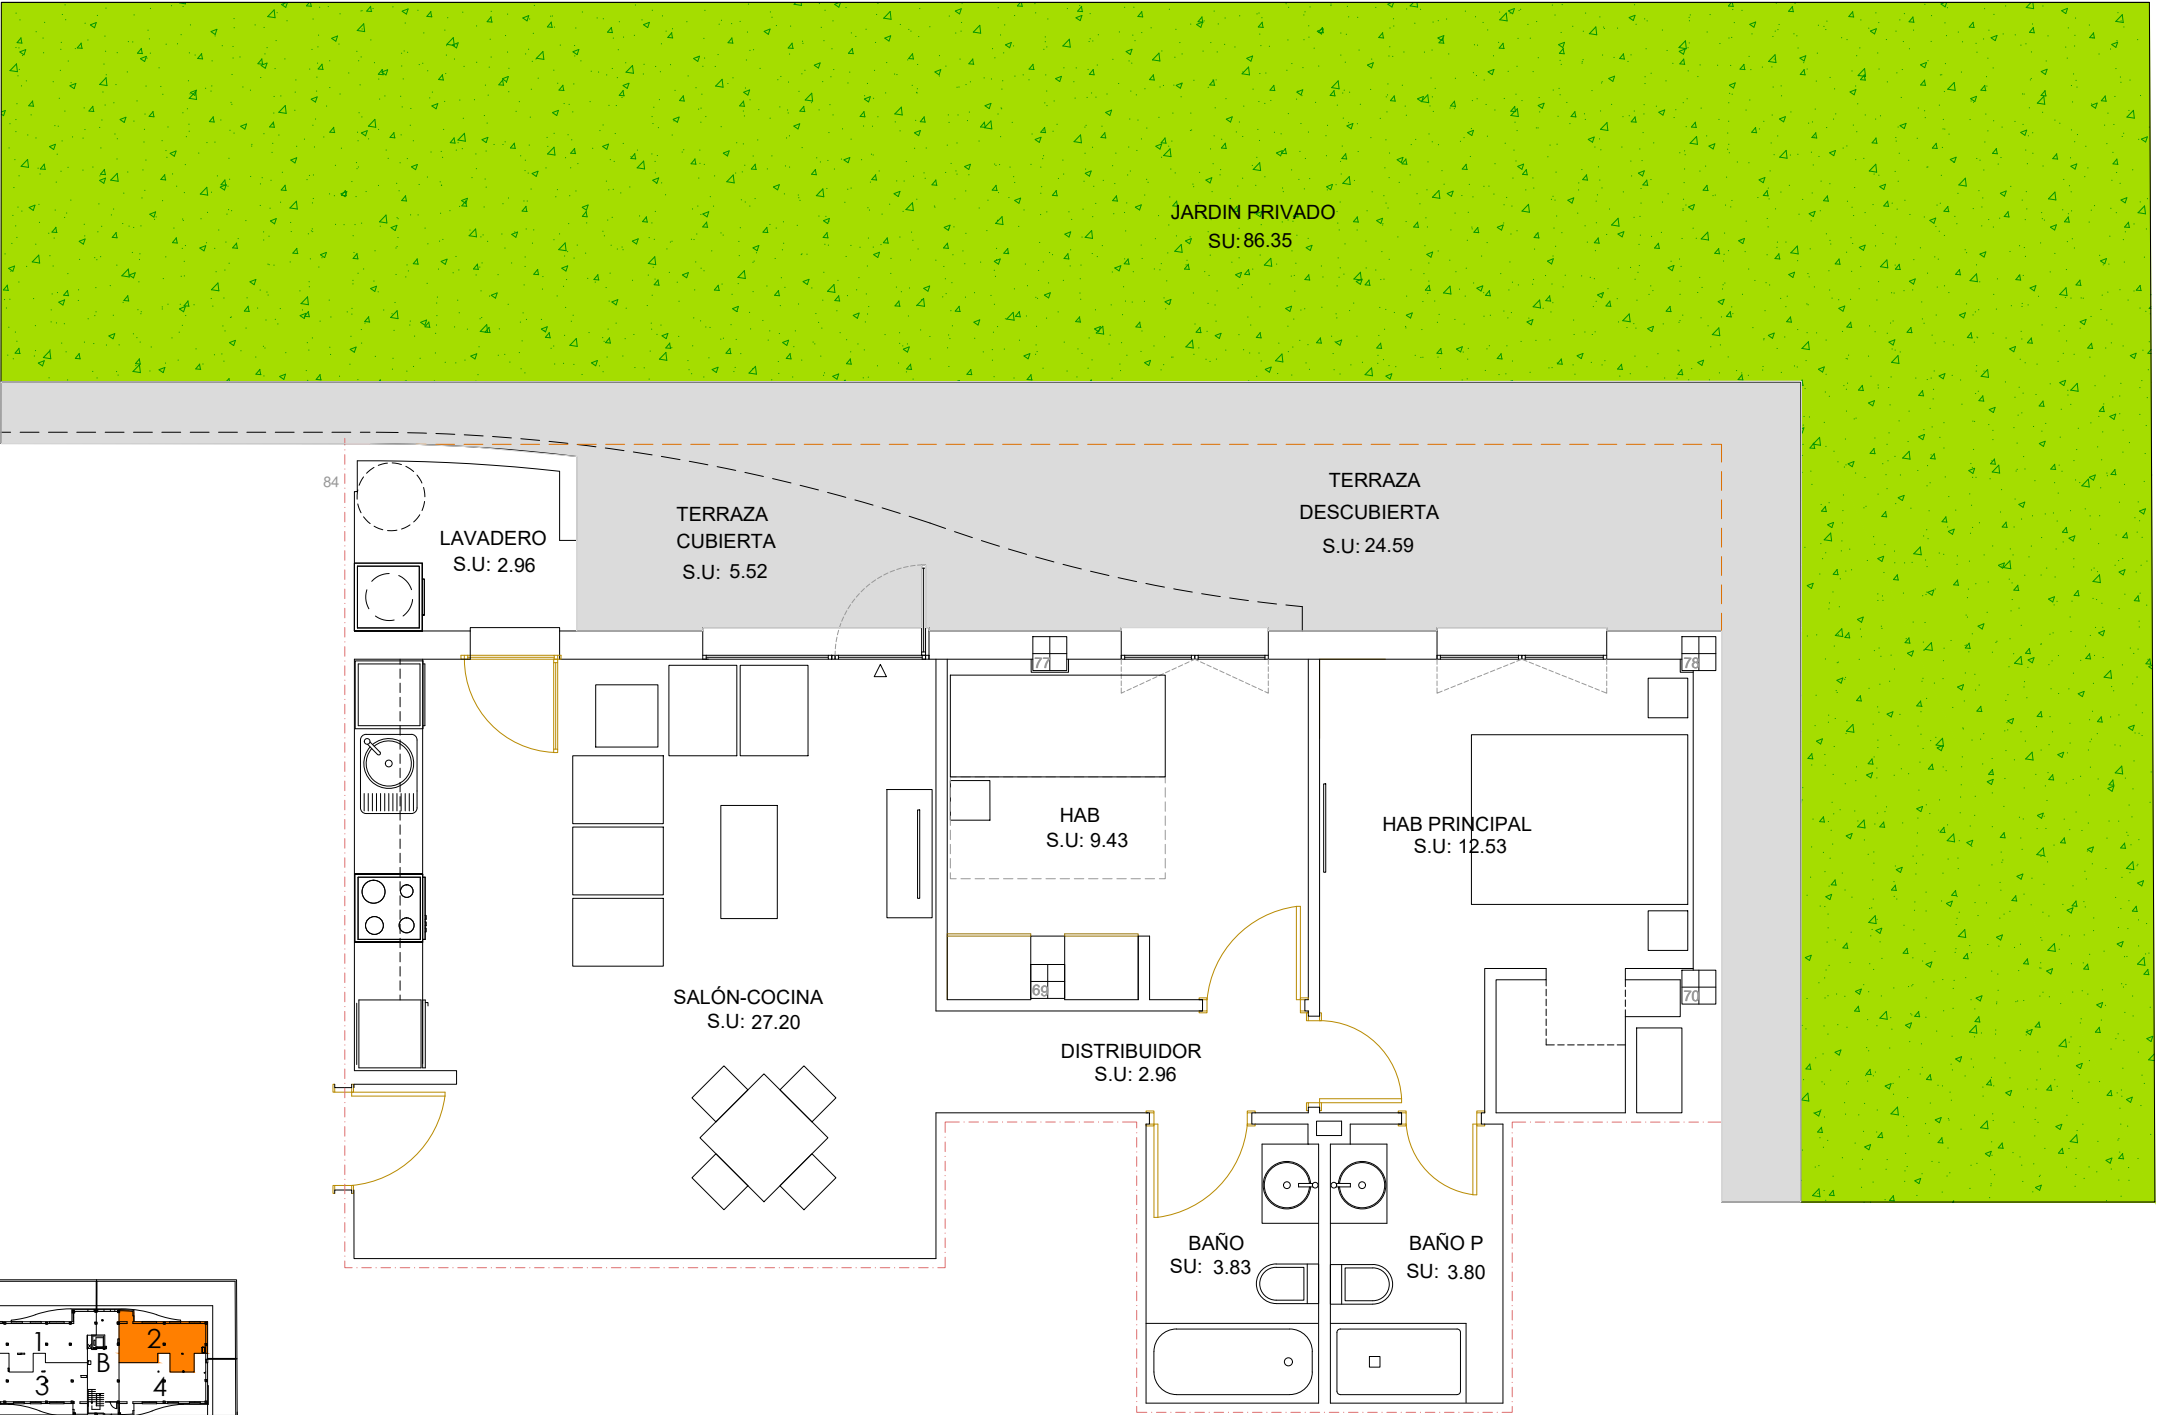 JARDIN PRIVADO
SU: 86.35
84
LAVADERO
S.U: 2.96
TERRAZA
CUBIERTA
S.U: 5.52
TERRAZA
DESCUBIERTA
S.U: 24.59
77
78
HAB
S.U: 9.43
HAB PRINCIPAL
S.U: 12.53
69
70
SALÓN-COCINA
S.U: 27.20
DISTRIBUIDOR
S.U: 2.96
BAÑO
SU: 3.83
BAÑO P
SU: 3.80
1 2
B
3 4